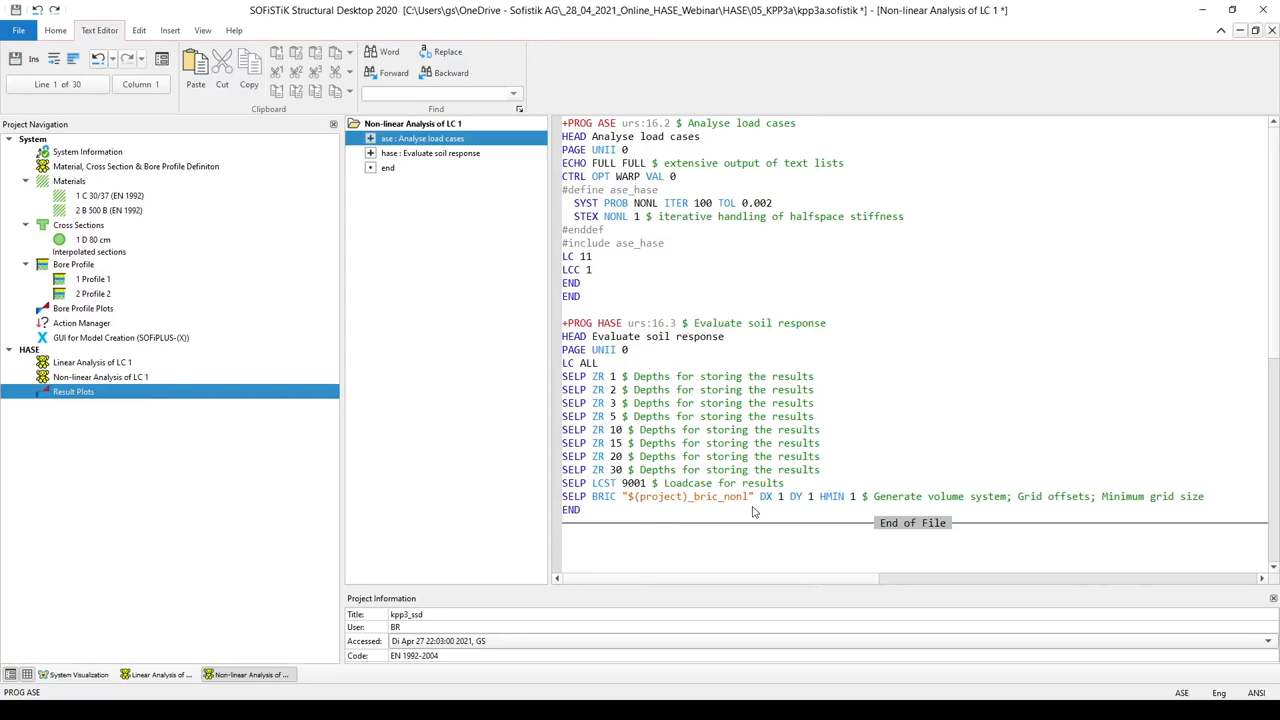 SOFiSTiK Structural Desktop 2020 [C:\Users\gs\OneDrive - Sofistik AG\_28_04_2021_Online_HASE_Webinar\HASE\05_KPP3a\kpp3a.sofistik *] - [Non-linear Analysis of LC 1 *]
File Home Text Editor Edit Insert View Help
Ins
Line 1 of 30 Column 1
Paste Cut Copy
Clipboard
Word Replace
Forward Backward
Find
Project Navigation
System
System Information
Material, Cross Section & Bore Profile Definiton
Materials
1 C 30/37 (EN 1992)
2 B 500 B (EN 1992)
Cross Sections
1 D 80 cm
Interpolated sections
Bore Profile
1 Profile 1
2 Profile 2
Bore Profile Plots
Action Manager
GUI for Model Creation (SOFiPLUS-(X))
HASE
Linear Analysis of LC 1
Non-linear Analysis of LC 1
Result Plots
Non-linear Analysis of LC 1
ase : Analyse load cases
hase : Evaluate soil response
end
+PROG ASE urs:16.2 $ Analyse load cases
HEAD Analyse load cases
PAGE UNII 0
ECHO FULL FULL $ extensive output of text lists
CTRL OPT WARP VAL 0
#define ase_hase
SYST PROB NONL ITER 100 TOL 0.002
STEX NONL 1 $ iterative handling of halfspace stiffness
#enddef
#include ase_hase
LC 11
LCC 1
END
END
+PROG HASE urs:16.3 $ Evaluate soil response
HEAD Evaluate soil response
PAGE UNII 0
LC ALL
SELP ZR 1 $ Depths for storing the results
SELP ZR 2 $ Depths for storing the results
SELP ZR 3 $ Depths for storing the results
SELP ZR 5 $ Depths for storing the results
SELP ZR 10 $ Depths for storing the results
SELP ZR 15 $ Depths for storing the results
SELP ZR 20 $ Depths for storing the results
SELP ZR 30 $ Depths for storing the results
SELP LCST 9001 $ Loadcase for results
SELP BRIC "$(project)_bric_nonl" DX 1 DY 1 HMIN 1 $ Generate volume system; Grid offsets; Minimum grid size
END
End of File
Project Information
Title: kpp3_ssd
User: BR
Accessed: Di Apr 27 22:03:00 2021, GS
Code: EN 1992-2004
System Visualization Linear Analysis of ... Non-linear Analysis of ...
PROG ASE ASE Eng ANSI